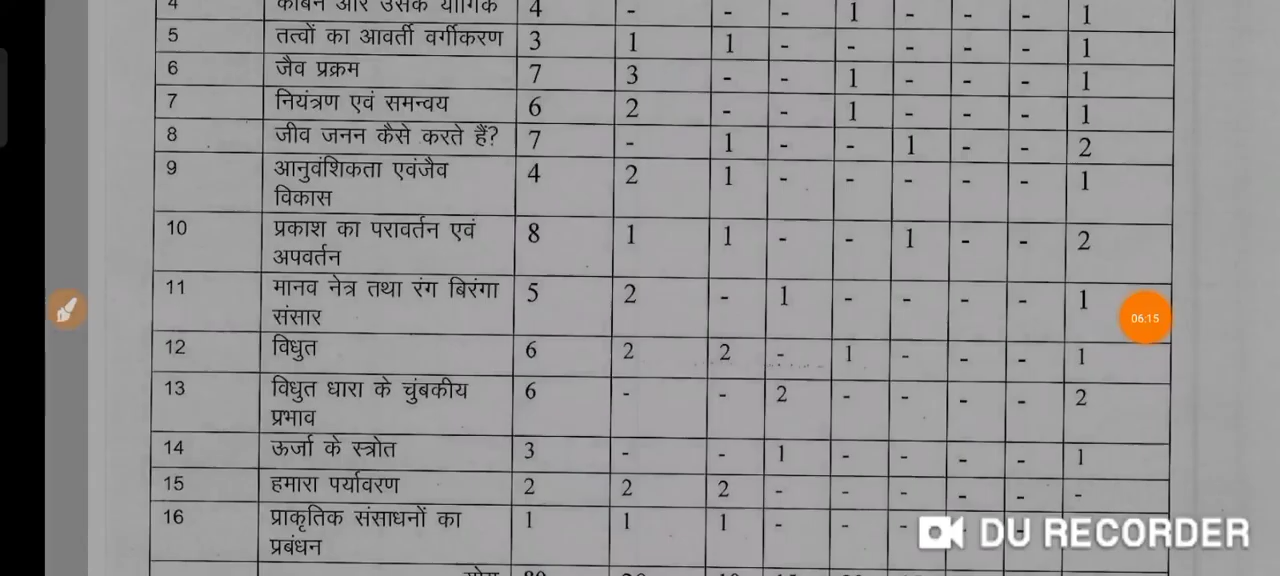 4 कार्बन और उसके यौगिक 4 - - - 1 - - - 1
5 तत्वों का आवर्ती वर्गीकरण 3 1 1 - - - - - 1
6 जैव प्रक्रम 7 3 - - 1 - - - 1
7 नियंत्रण एवं समन्वय 6 2 - - 1 - - - 1
8 जीव जनन कैसे करते हैं? 7 - 1 - - 1 - - 2
9 आनुवंशिकता एवंजैव 4 2 1 - - - - - 1
विकास
10 प्रकाश का परावर्तन एवं 8 1 1 - - 1 - - 2
अपवर्तन
11 मानव नेत्र तथा रंग बिरंगा 5 2 - 1 - - - - 1
संसार
06:15
12 विधुत 6 2 2 - 1 - - - 1
13 विधुत धारा के चुंबकीय 6 - - 2 - - - - 2
प्रभाव
14 ऊर्जा के स्त्रोत 3 - - 1 - - - - 1
15 हमारा पर्यावरण 2 2 2 - - - - - -
16 प्राकृतिक संसाधनों का 1 1 1 - - -
प्रबंधन
DU RECORDER